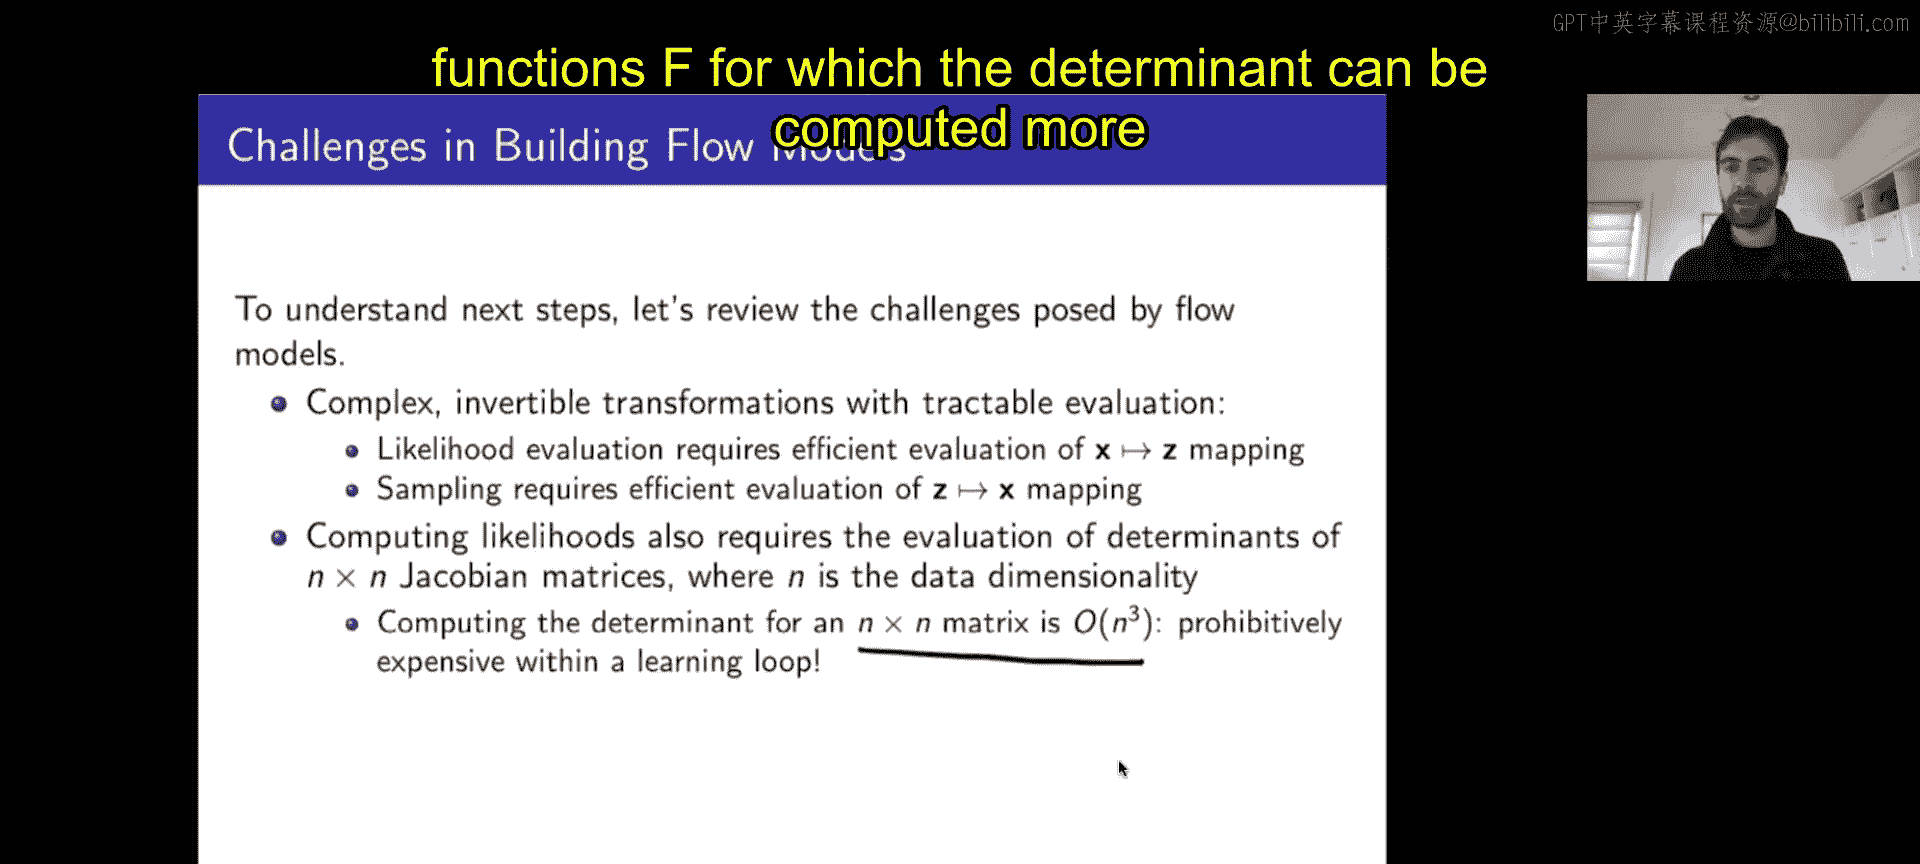 GPT中英字幕课程资源@bilibili.com
functions F for which the determinant can be
computed more
Challenges in Building Flow Models
To understand next steps, let's review the challenges posed by flow
models.
Complex, invertible transformations with tractable evaluation:
Likelihood evaluation requires efficient evaluation of x ↦ z mapping
Sampling requires efficient evaluation of z ↦ x mapping
Computing likelihoods also requires the evaluation of determinants of
n × n Jacobian matrices, where n is the data dimensionality
Computing the determinant for an n × n matrix is O(n³): prohibitively
expensive within a learning loop!